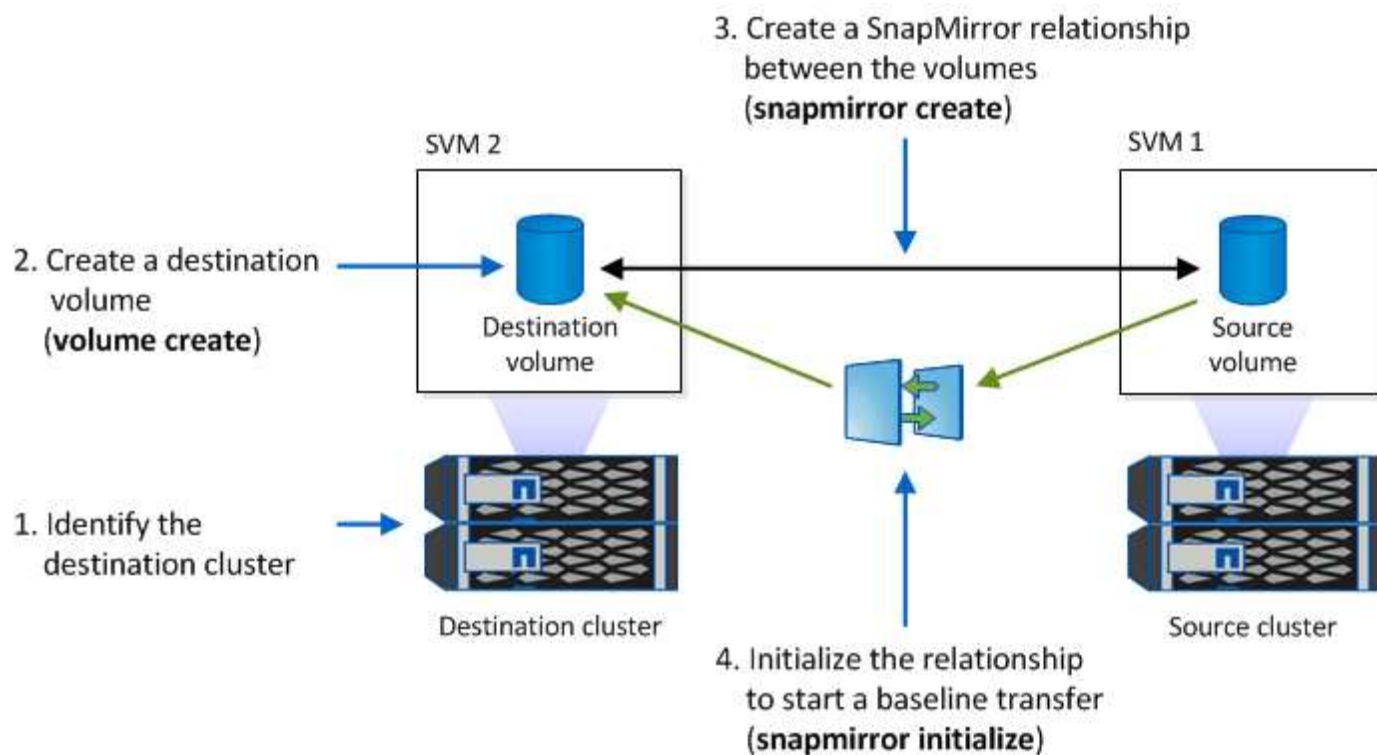 3. Create a SnapMirror relationship
between the volumes
(snapmirror create)
SVM 2
SVM 1
2. Create a destination
volume
(volume create)
Destination
volume
Source
volume
1. Identify the
destination cluster
Destination cluster
Source cluster
4. Initialize the relationship
to start a baseline transfer
(snapmirror initialize)